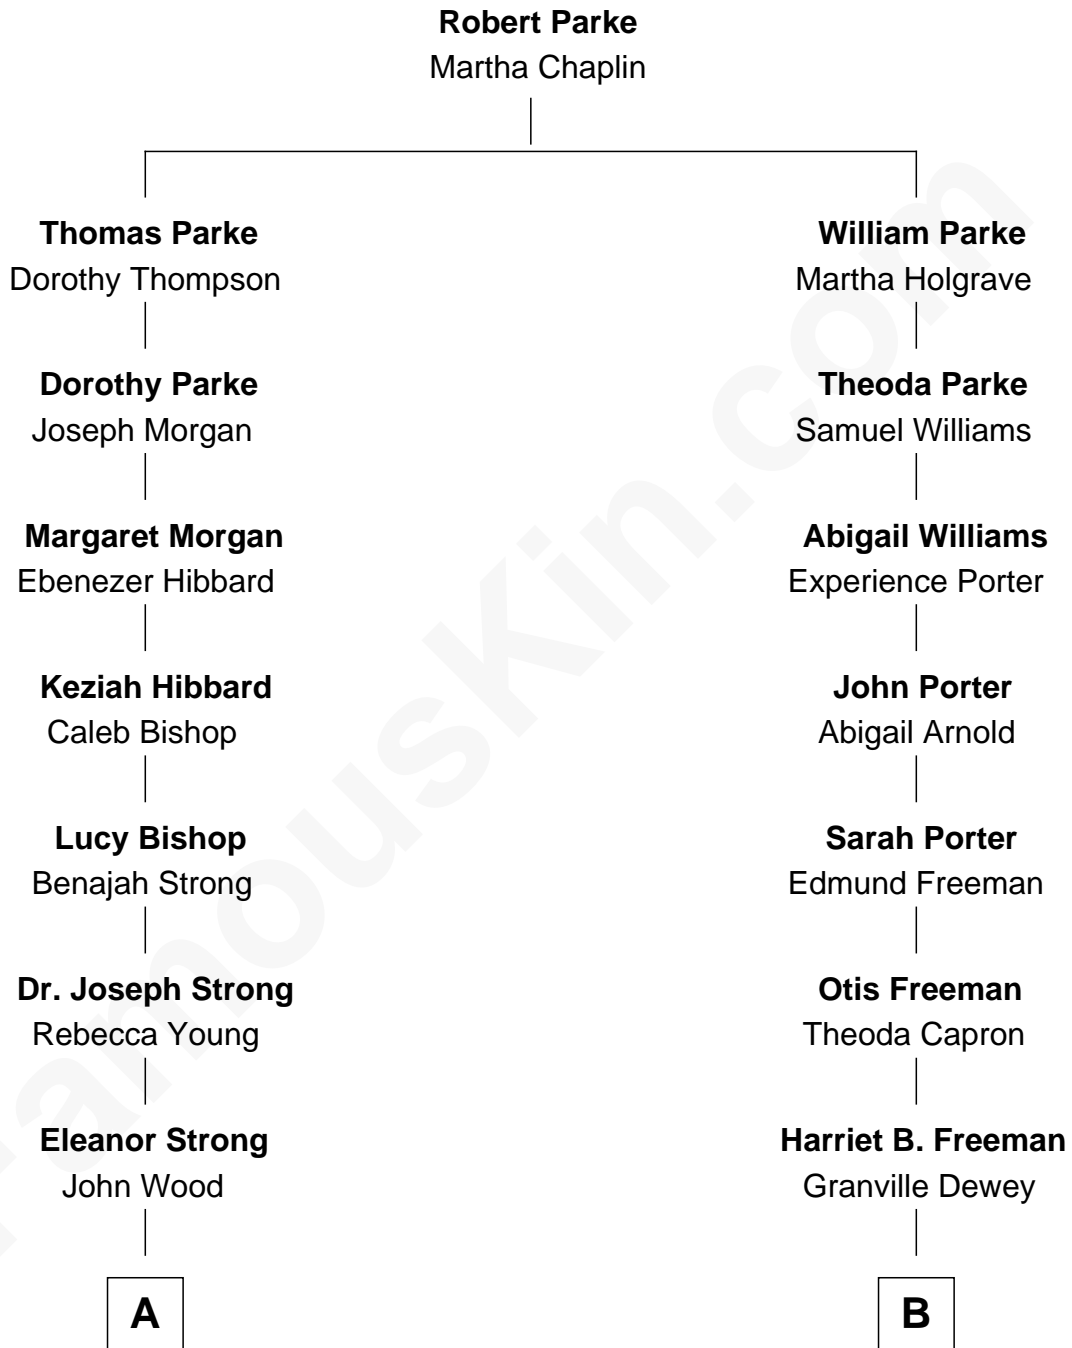 Robert Parke
Martha Chaplin
Thomas Parke
Dorothy Thompson
William Parke
Martha Holgrave
Dorothy Parke
Joseph Morgan
Theoda Parke
Samuel Williams
Margaret Morgan
Ebenezer Hibbard
Abigail Williams
Experience Porter
Keziah Hibbard
Caleb Bishop
John Porter
Abigail Arnold
Lucy Bishop
Benajah Strong
Sarah Porter
Edmund Freeman
Dr. Joseph Strong
Rebecca Young
Otis Freeman
Theoda Capron
Eleanor Strong
John Wood
Harriet B. Freeman
Granville Dewey
A
B
FamousKin.com